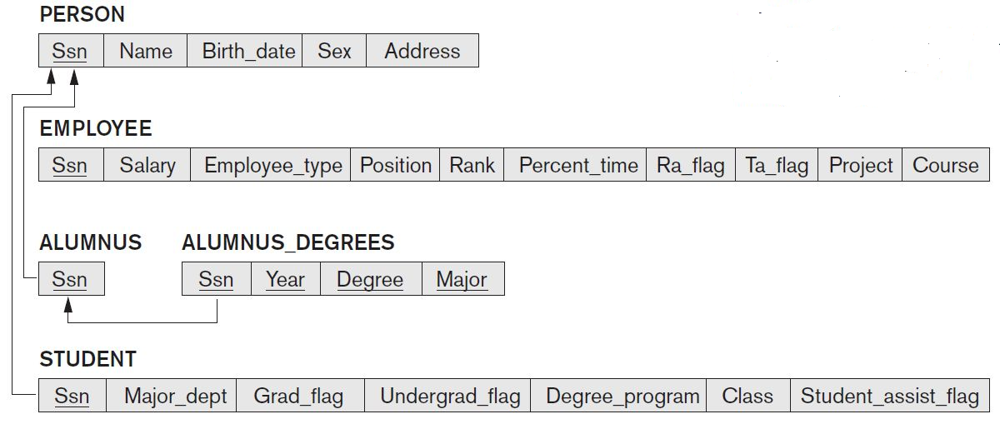 PERSON
Ssn Name Birth_date Sex Address
EMPLOYEE
Ssn Salary Employee_type Position Rank Percent_time Ra_flag Ta_flag Project Course
ALUMNUS ALUMNUS_DEGREES
Ssn Ssn Year Degree Major
STUDENT
Ssn Major_dept Grad_flag Undergrad_flag Degree_program Class Student_assist_flag